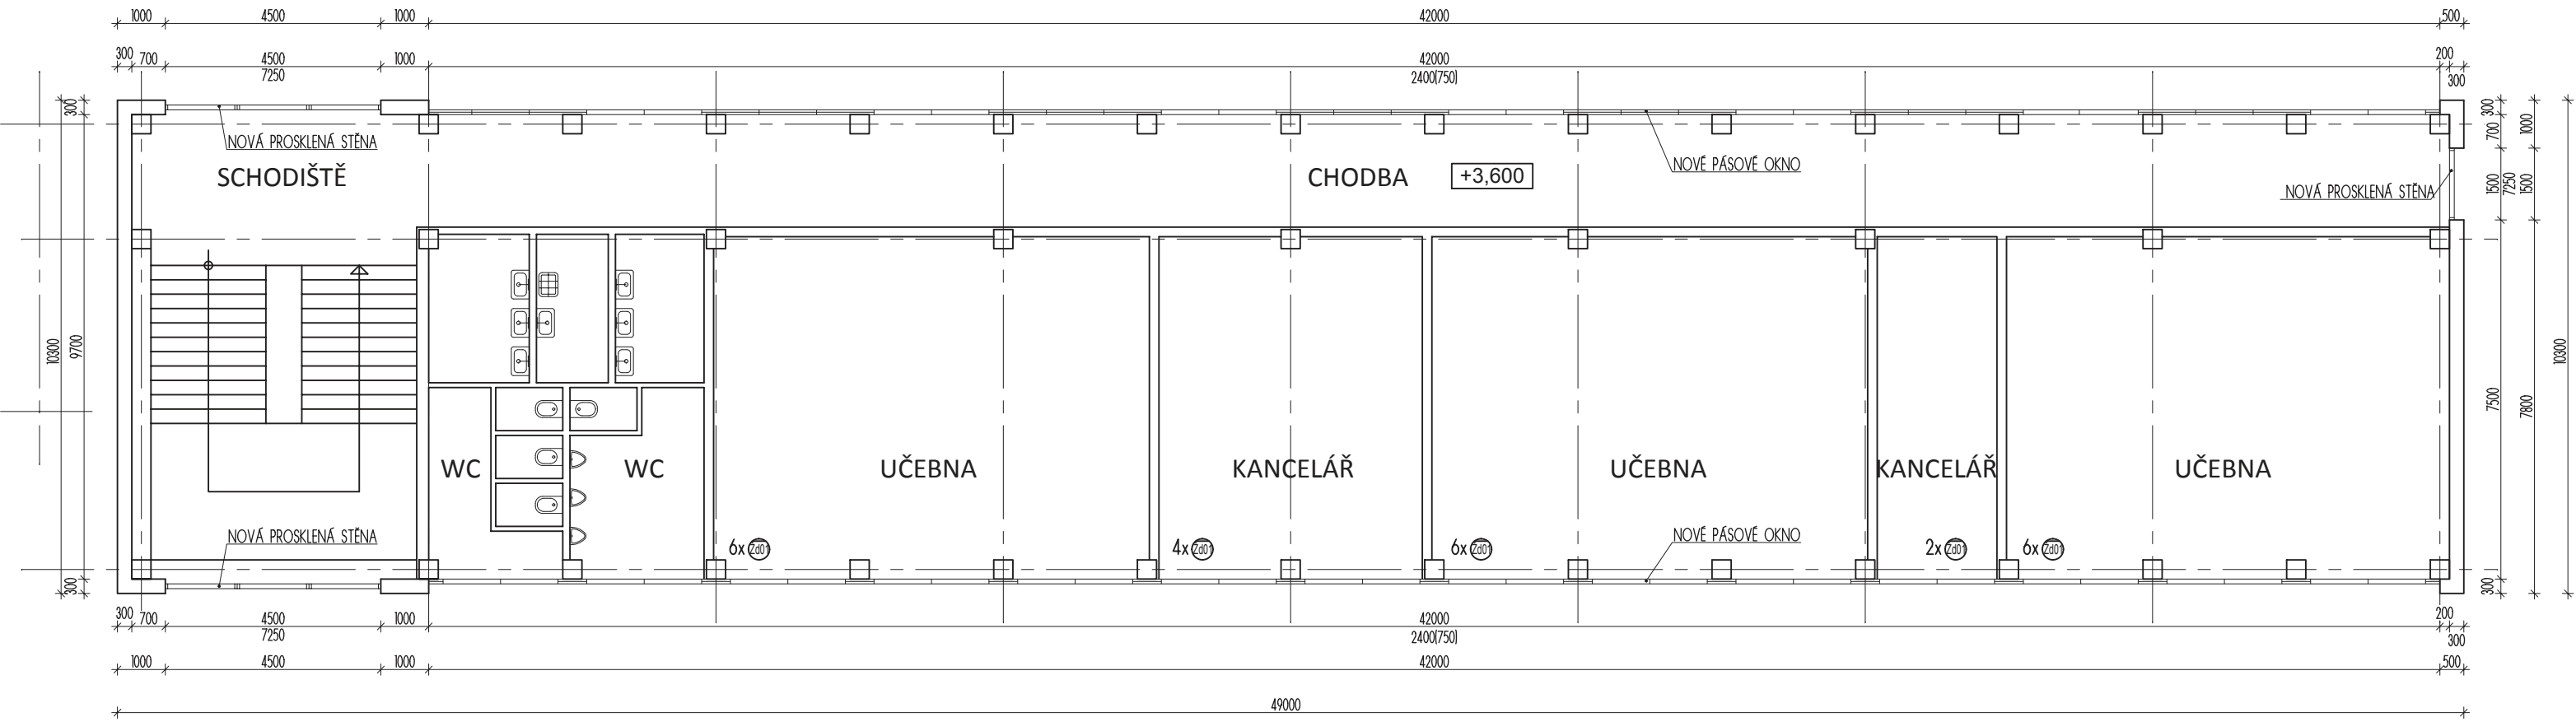 1000 4500 1000 42000 500
300 700 4500 1000 42000 200
7250 2400(750) 300
300 300 300
NOVÁ PROSKLENÁ STĚNA 700 1000
NOVÉ PÁSOVÉ OKNO
SCHODIŠTĚ CHODBA +3,600
NOVÁ PROSKLENÁ STĚNA 1500 7250 1500
10300 9700 10300
7500 7800
WC WC UČEBNA KANCELÁŘ UČEBNA KANCELÁŘ UČEBNA
NOVÁ PROSKLENÁ STĚNA NOVÉ PÁSOVÉ OKNO
6x Zd01 4x Zd01 6x Zd01 2x Zd01 6x Zd01
300 300
300 700 4500 1000 42000 200
7250 2400(750) 300
1000 4500 1000 42000 500
49000